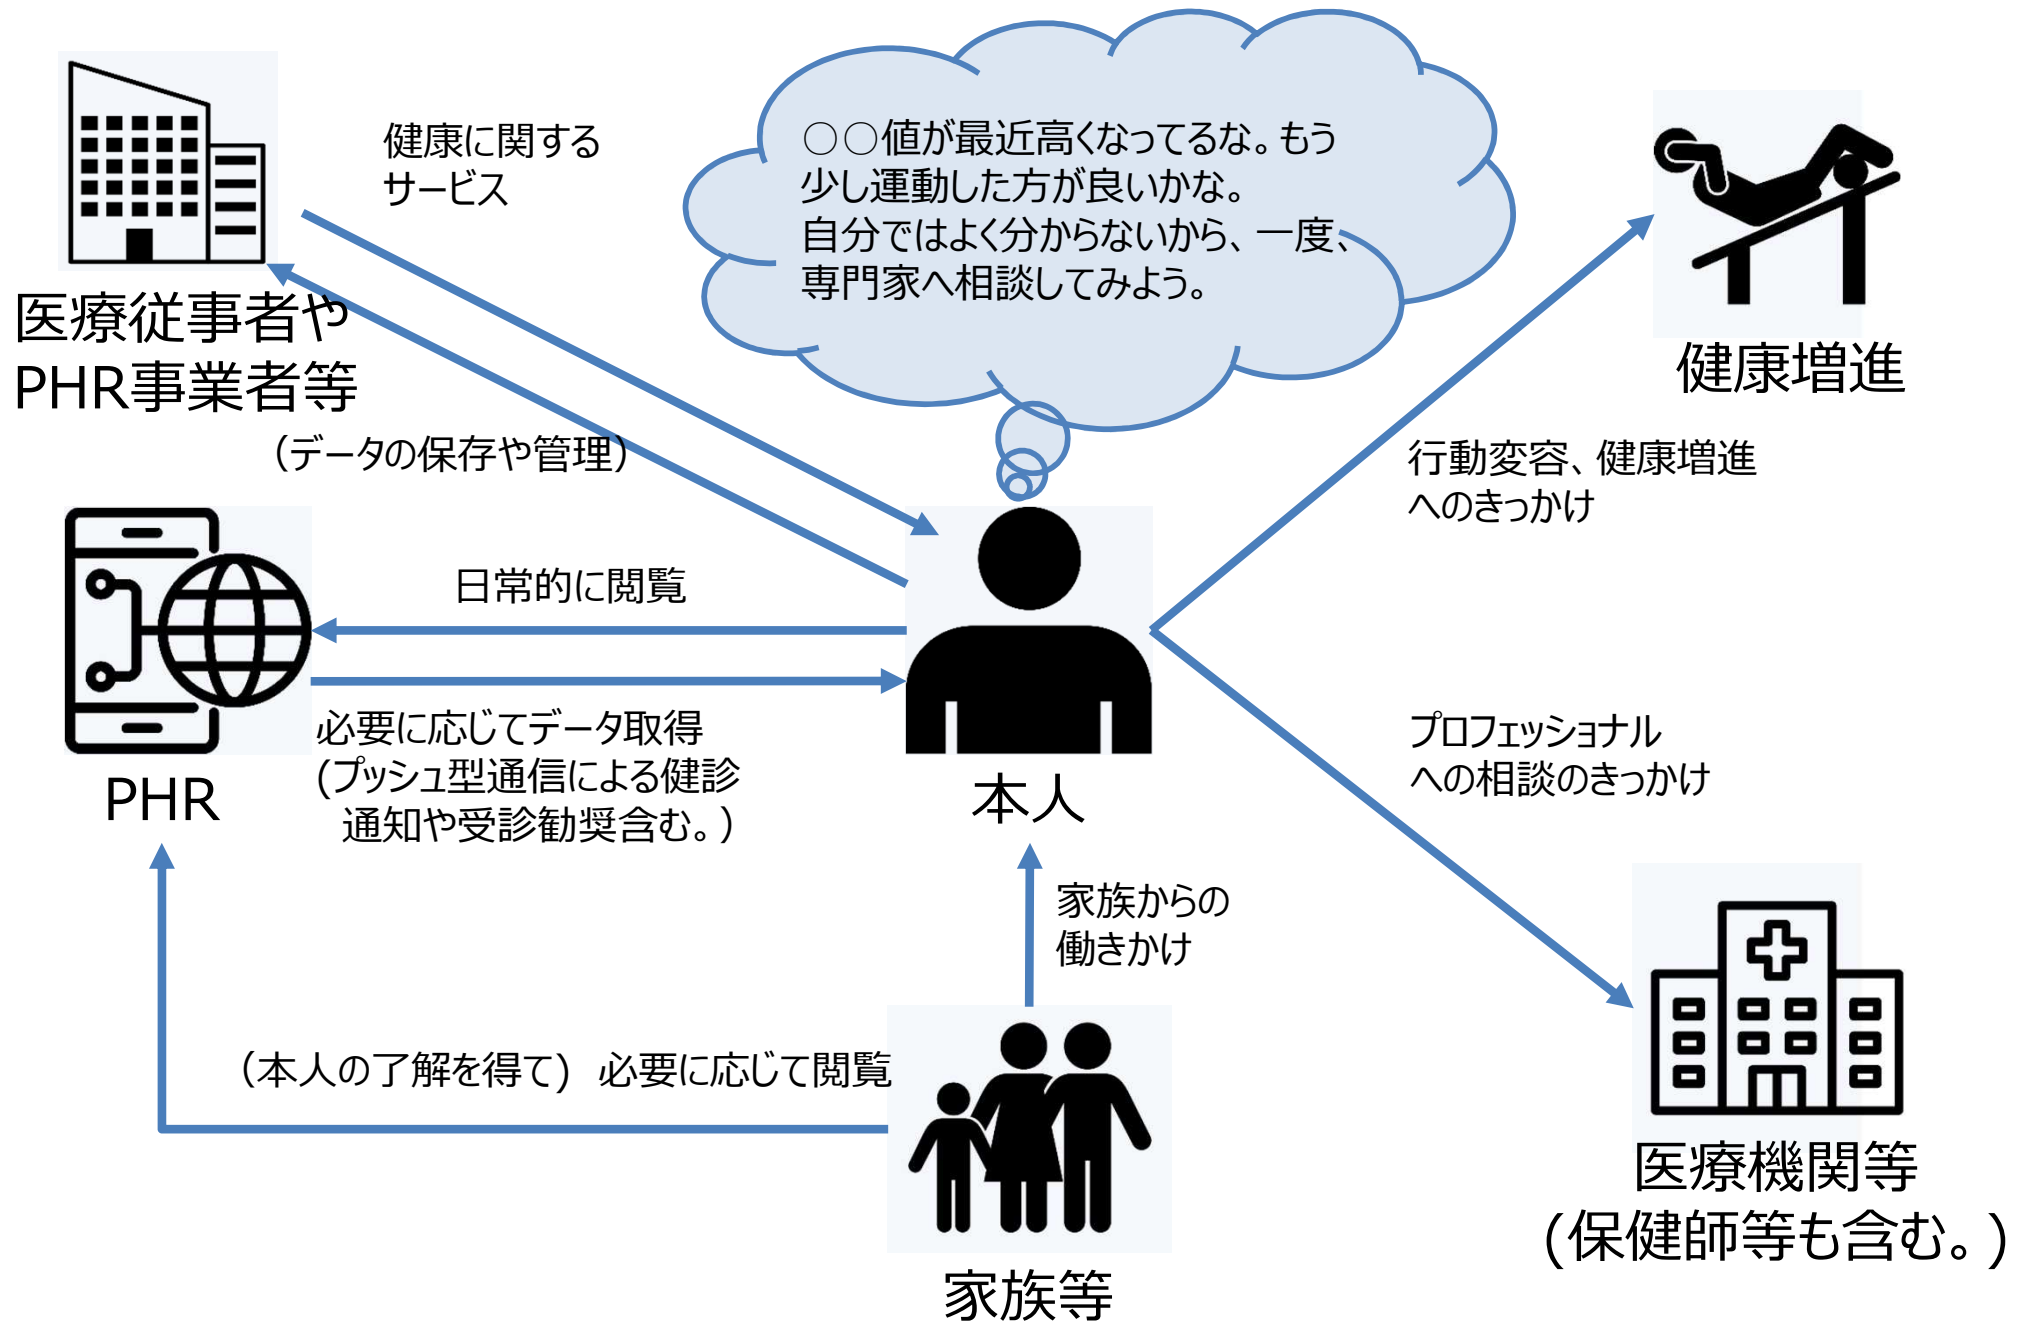 健康に関する
サービス
○○値が最近高くなってるな。もう
少し運動した方が良いかな。
自分ではよく分からないから、一度、
専門家へ相談してみよう。
医療従事者や
PHR事業者等
健康増進
（データの保存や管理）
行動変容、健康増進
へのきっかけ
日常的に閲覧
必要に応じてデータ取得
(プッシュ型通信による健診
通知や受診勧奨含む。）
PHR
本人
プロフェッショナル
への相談のきっかけ
家族からの
働きかけ
（本人の了解を得て） 必要に応じて閲覧
医療機関等
(保健師等も含む。)
家族等